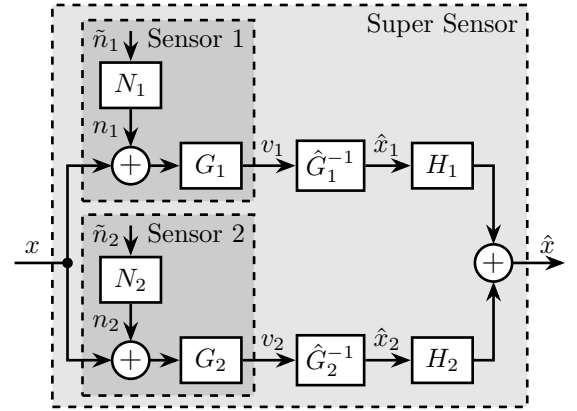 Super Sensor
ñ₁ Sensor 1
N₁
n₁ v₁ x̂₁
+ G₁ Ĝ₁⁻¹ H₁
ñ₂ Sensor 2
x N₂ + x̂
n₂ v₂ x̂₂
+ G₂ Ĝ₂⁻¹ H₂